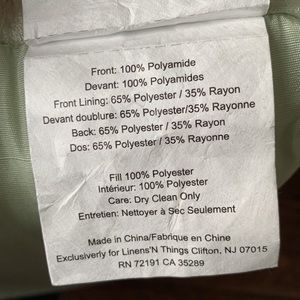 Front: 100% Polyamide
Devant: 100% Polyamides
Front Lining: 65% Polyester / 35% Rayon
Devant doublure: 65% Polyester/35% Rayonne
Back: 65% Polyester / 35% Rayon
Dos: 65% Polyester / 35% Rayonne
Fill 100% Polyester
Intérieur: 100% Polyester
Care: Dry Clean Only
Entretien: Nettoyer à Sec Seulement
Made in China/Fabrique en Chine
Exclusiverly for Linens'N Things Clifton, NJ 07015
RN 72191 CA 35289